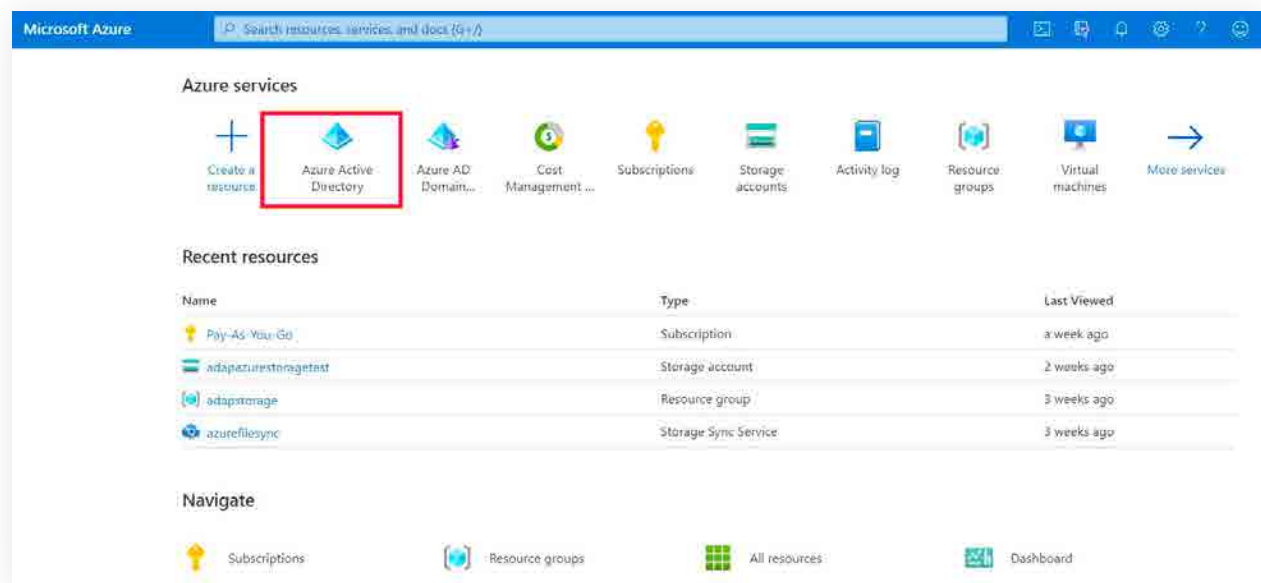 Microsoft Azure
Search resources, services, and docs (G+/)
Azure services
Create a resource
Azure Active Directory
Azure AD Domain...
Cost Management ...
Subscriptions
Storage accounts
Activity log
Resource groups
Virtual machines
More services
Recent resources
Name Type Last Viewed
Pay-As-You-Go Subscription a week ago
adapazurestoragetest Storage account 2 weeks ago
adapstorage Resource group 3 weeks ago
azurefilesync Storage Sync Service 3 weeks ago
Navigate
Subscriptions Resource groups All resources Dashboard